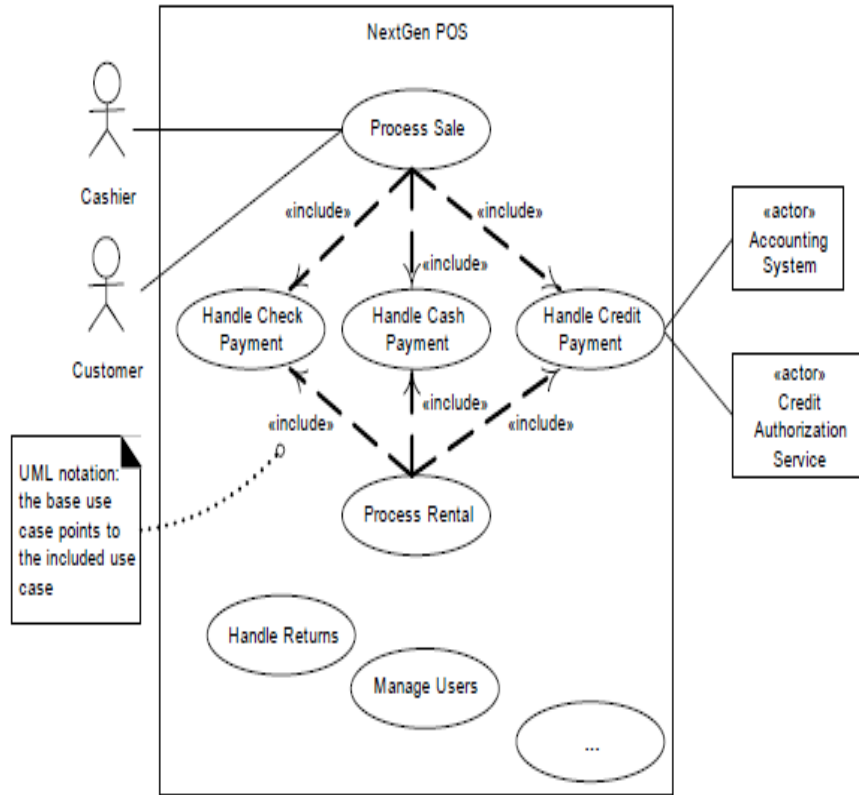 NextGen POS
Process Sale
Cashier
«include»
«include»
«include»
«actor»
Accounting
System
Handle Check
Payment
Handle Cash
Payment
Handle Credit
Payment
Customer
«actor»
Credit
Authorization
Service
«include»
«include»
«include»
UML notation:
the base use
case points to
the included use
case
Process Rental
Handle Returns
Manage Users
...